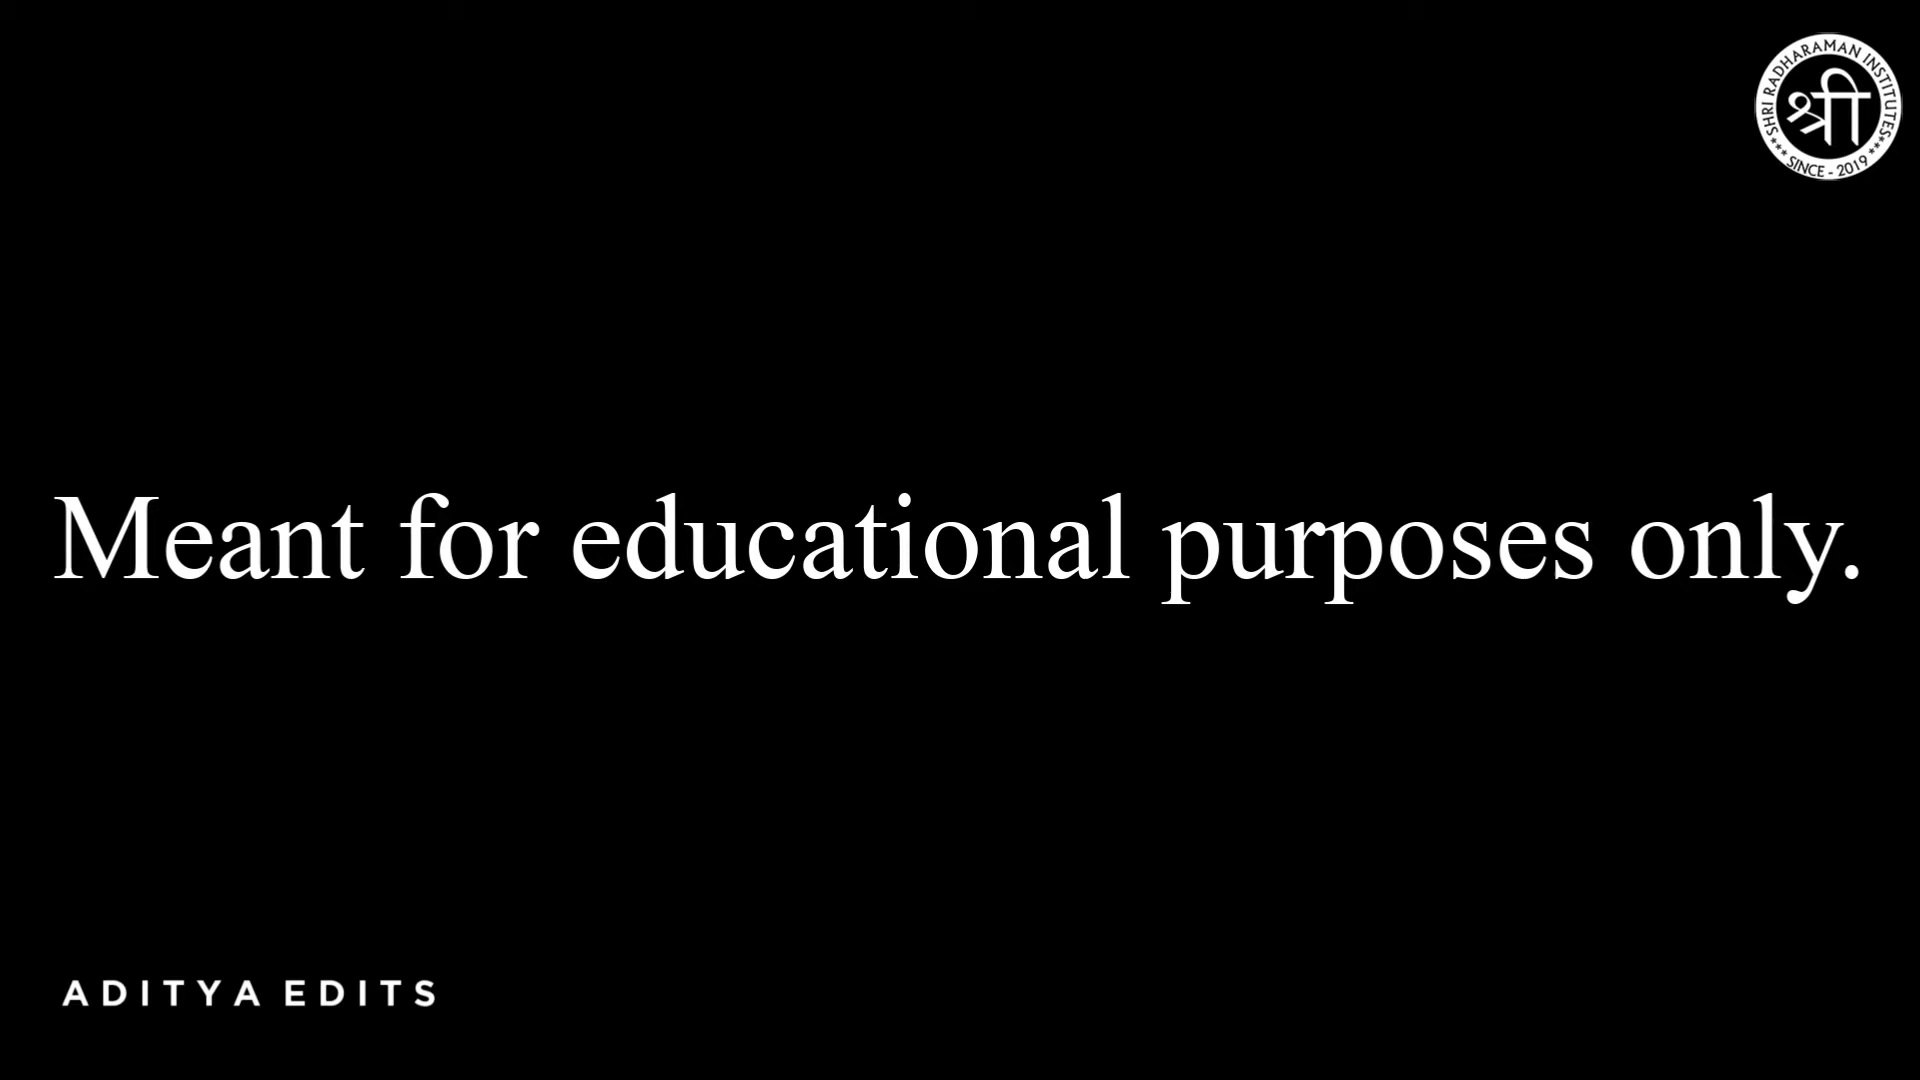 SHRI RADHARAMAN INSTITUTES
श्री
SINCE - 2019
Meant for educational purposes only.
ADITYA EDITS